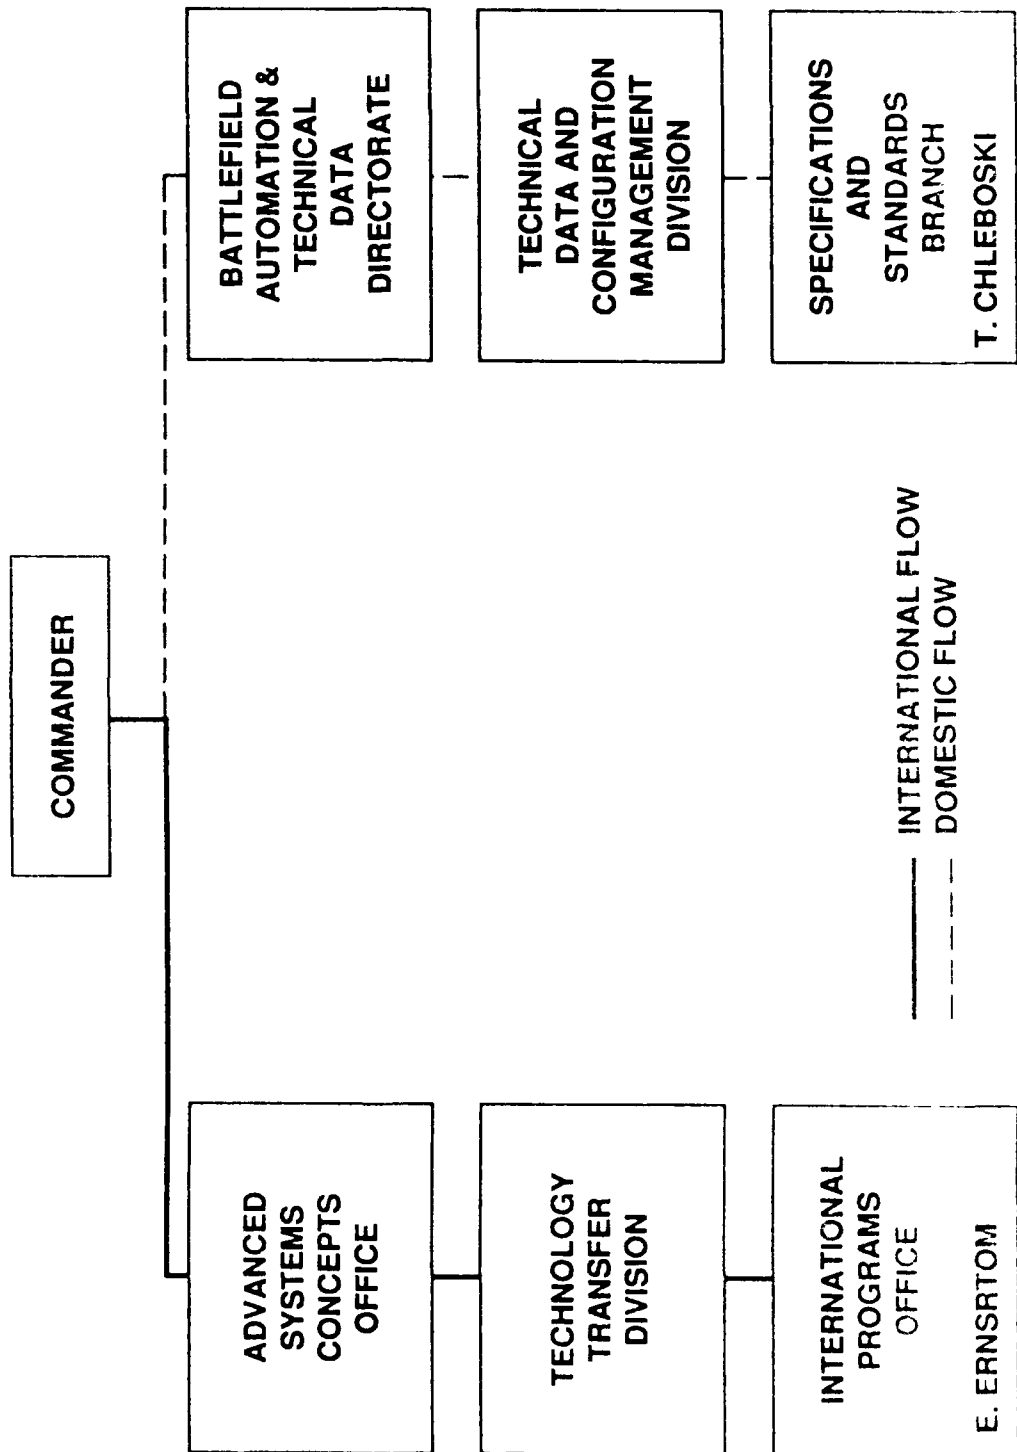 COMMANDER
ADVANCED
SYSTEMS
CONCEPTS
OFFICE
TECHNOLOGY
TRANSFER
DIVISION
INTERNATIONAL
PROGRAMS
OFFICE
E. ERNSRTOM
BATTLEFIELD
AUTOMATION &
TECHNICAL
DATA
DIRECTORATE
TECHNICAL
DATA AND
CONFIGURATION
MANAGEMENT
DIVISION
SPECIFICATIONS
AND
STANDARDS
BRANCH
T. CHLEBOSKI
INTERNATIONAL FLOW
DOMESTIC FLOW